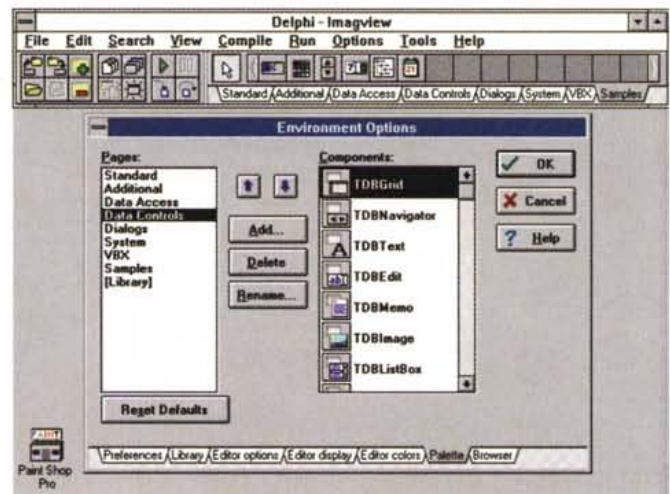 Delphi - Imagview
File Edit Search View Compile Run Options Tools Help
Standard Additional Data Access Data Controls Dialogs System VBX Samples
Environment Options
Pages:
Standard
Additional
Data Access
Data Controls
Dialogs
System
VBX
Samples
[Library]
Add...
Delete
Rename...
Components:
TDBGrid
TDBNavigator
TDBText
TDBEdit
TDBMemo
TDBImage
TDBListBox
OK
Cancel
Help
Reset Defaults
Preferences Library Editor options Editor display Editor colors Palette Browser
Paint Shop
Pro